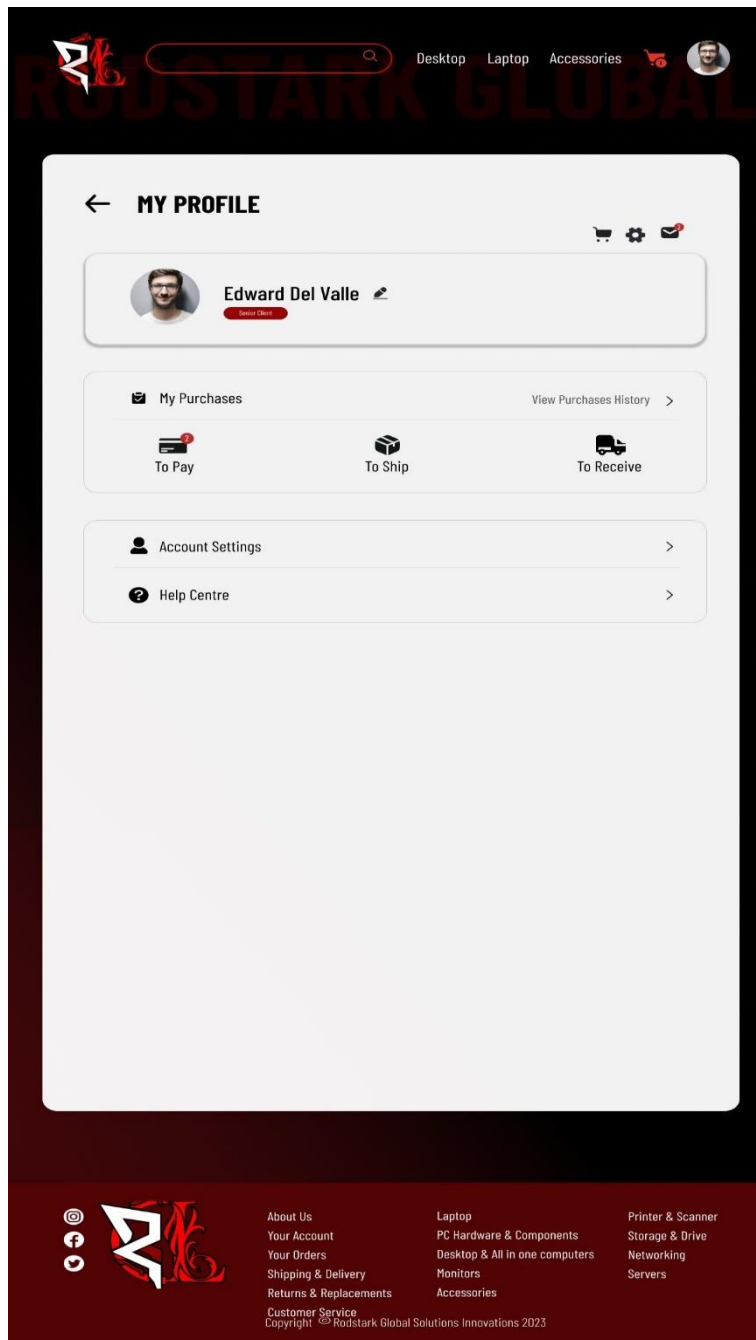 Desktop Laptop Accessories
RODSTARK GLOBAL
MY PROFILE
Edward Del Valle
Senior Client
My Purchases View Purchases History
To Pay To Ship To Receive
Account Settings
Help Centre
About Us
Your Account
Your Orders
Shipping & Delivery
Returns & Replacements
Customer Service
Laptop
PC Hardware & Components
Desktop & All in one computers
Monitors
Accessories
Printer & Scanner
Storage & Drive
Networking
Servers
Copyright © Rodstark Global Solutions Innovations 2023